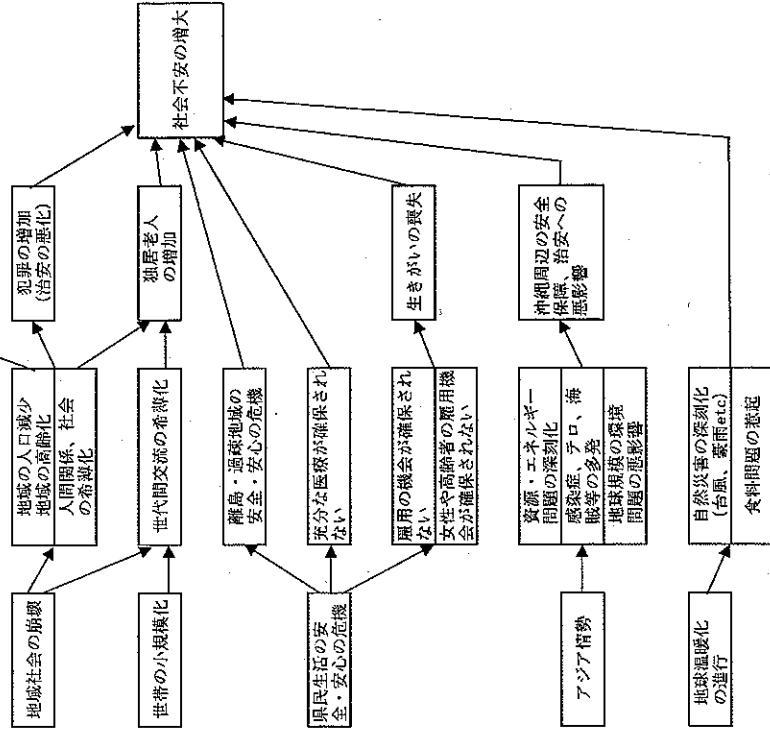 地域社会の崩壊
世帯の小規模化
県民生活の安
全・安心の危機
アジア情勢
地球温暖化
の進行
地域の人口減少
地域の高齢化
人間関係、社会
の希薄化
世代間交流の希薄化
離島・過疎地域の
安全・安心の危機
充分な医療が確保され
ない
雇用の機会が確保され
ない
女性や高齢者の雇用機
会が確保されない
資源・エネルギー
問題の深刻化
感染症、テロ、海
賊等の多発
地球規模の環境
問題の悪影響
自然災害の深刻化
(台風、豪雨etc)
食料問題の惹起
犯罪の増加
(治安の悪化)
独居老人
の増加
生きがいの喪失
沖縄周辺の安全
保障、治安への
悪影響
社会不安の増大